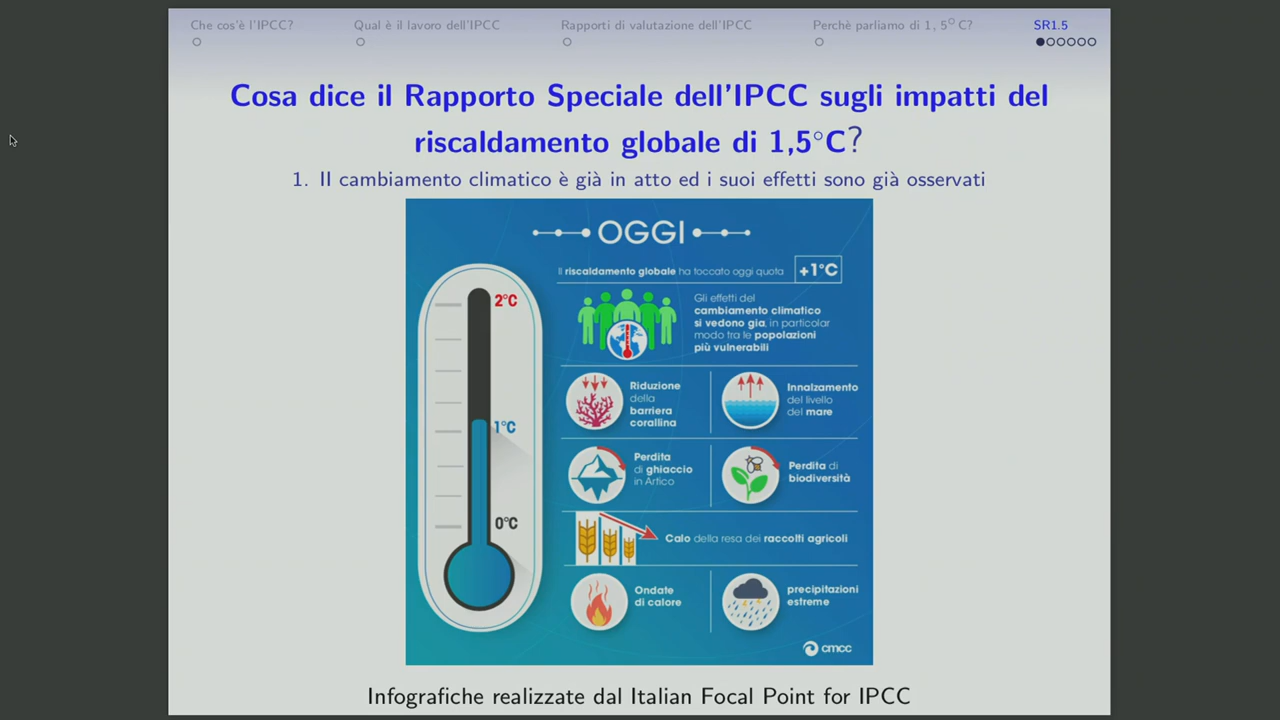 Che cos'è l'IPCC?
Qual è il lavoro dell'IPCC
Rapporti di valutazione dell'IPCC
Perchè parliamo di 1, 5^O C?
SR1.5
Cosa dice il Rapporto Speciale dell'IPCC sugli impatti del
riscaldamento globale di 1,5°C?
1. Il cambiamento climatico è già in atto ed i suoi effetti sono già osservati
OGGI
Il riscaldamento globale ha toccato oggi quota +1°C
2°C
1°C
0°C
Gli effetti del
cambiamento climatico
si vedono gia, in particolar
modo tra le popolazioni
più vulnerabili
Riduzione
della
barriera
corallina
Innalzamento
del livello
del mare
Perdita
di ghiaccio
in Artico
Perdita di
biodiversità
Calo della resa dei raccolti agricoli
Ondate
di calore
precipitazioni
estreme
cmcc
Infografiche realizzate dal Italian Focal Point for IPCC